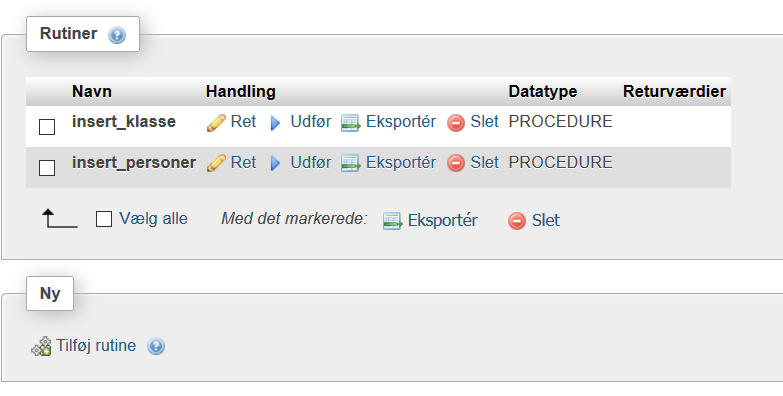 Rutiner
Navn Handling Datatype Returværdier
insert_klasse Ret Udfør Eksportér Slet PROCEDURE
insert_personer Ret Udfør Eksportér Slet PROCEDURE
Vælg alle Med det markerede: Eksportér Slet
Ny
Tilføj rutine